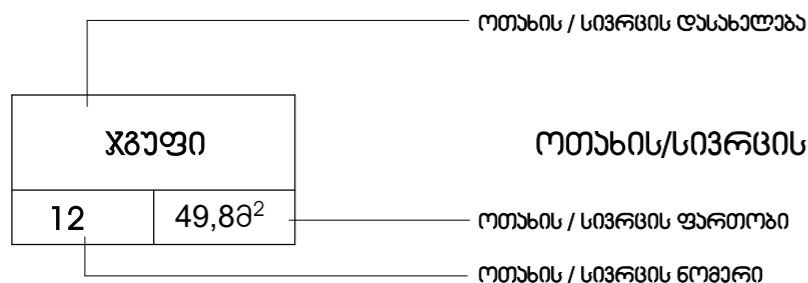 ოთახის / სივრცის დასახელება
ჯგუფი
ოთახის/სივრცის
12
49,8მ²
ოთახის / სივრცის ფართობი
ოთახის / სივრცის ნომერი